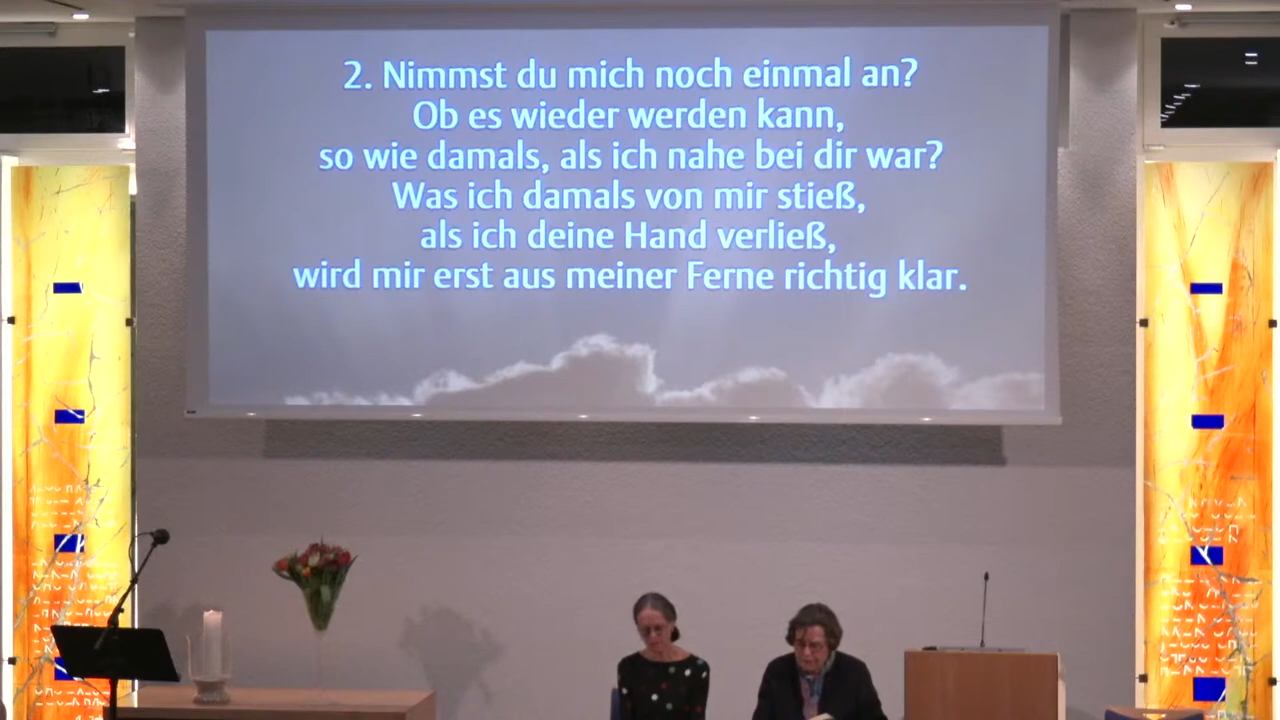 2. Nimmst du mich noch einmal an?
Ob es wieder werden kann,
so wie damals, als ich nahe bei dir war?
Was ich damals von mir stieß,
als ich deine Hand verließ,
wird mir erst aus meiner Ferne richtig klar.